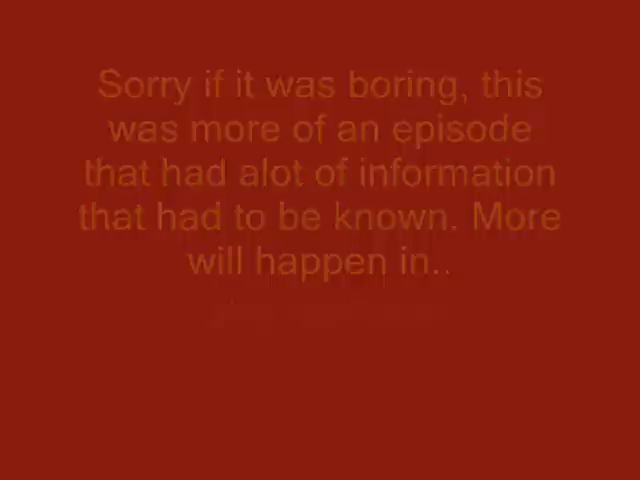 Sorry if it was boring, this
was more of an episode
that had alot of information
that had to be known. More
will happen in..